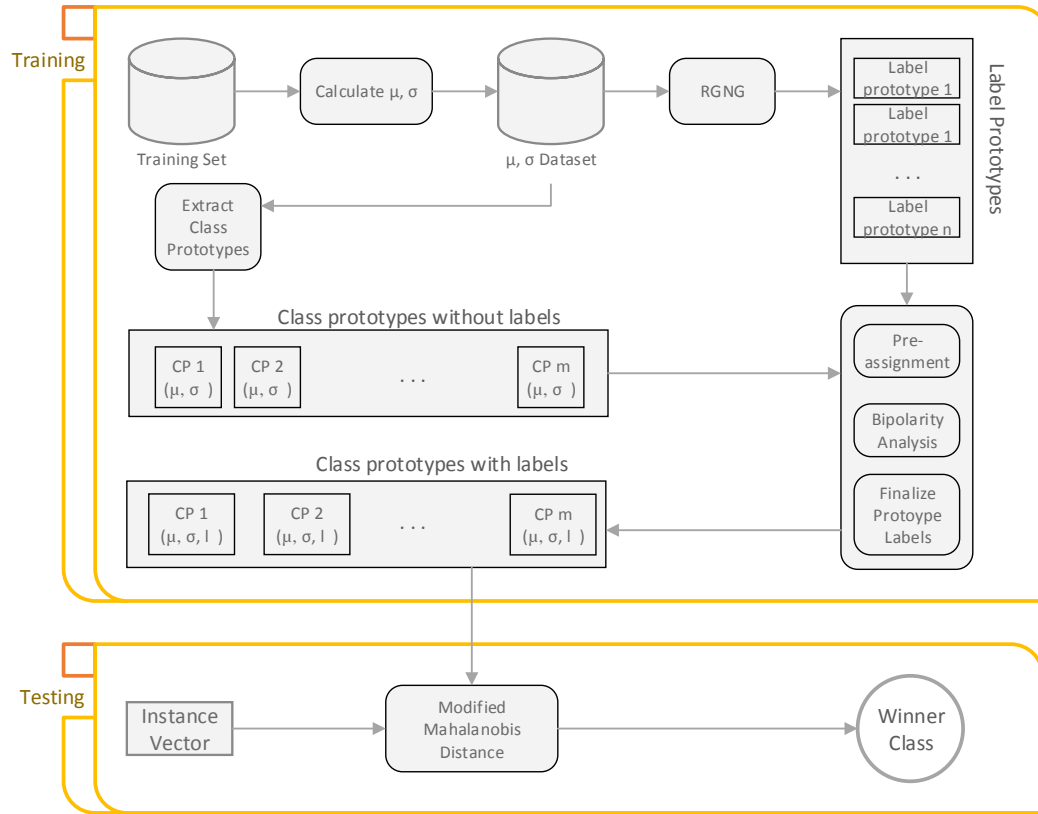 Training
Training Set
Calculate μ, σ
μ, σ Dataset
RGNG
Label
prototype 1
Label
prototype 1
. . .
Label
prototype n
Label Prototypes
Extract
Class
Prototypes
Class prototypes without labels
CP 1
(μ, σ )
CP 2
(μ, σ )
. . .
CP m
(μ, σ )
Pre-
assignment
Bipolarity
Analysis
Finalize
Protoype
Labels
Class prototypes with labels
CP 1
(μ, σ, l )
CP 2
(μ, σ, l )
. . .
CP m
(μ, σ, l )
Testing
Instance
Vector
Modified
Mahalanobis
Distance
Winner
Class